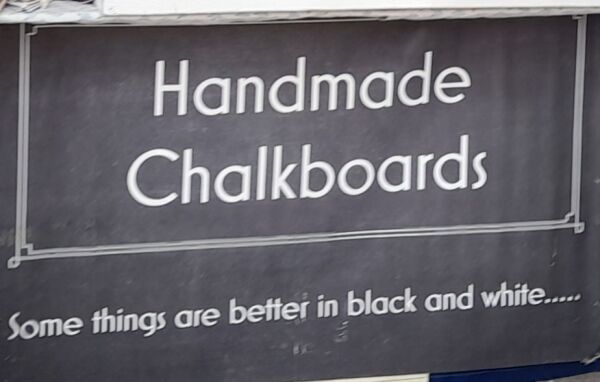 Handmade
Chalkboards
Some things are better in black and white.....